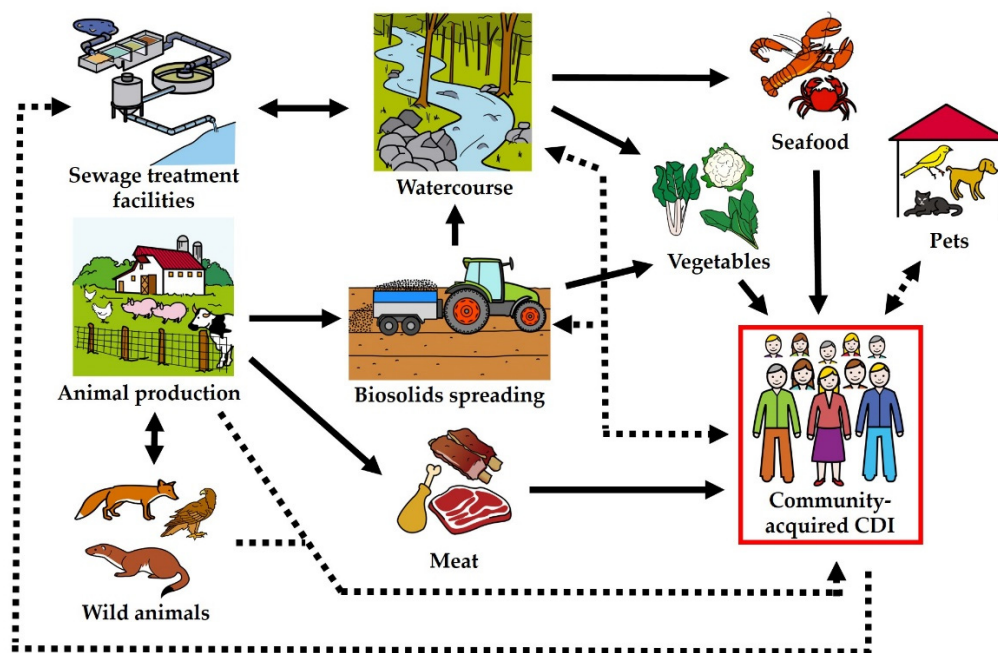 Sewage treatment
facilities
Watercourse
Seafood
Vegetables
Pets
Animal production
Biosolids spreading
Meat
Wild animals
Community-
acquired CDI